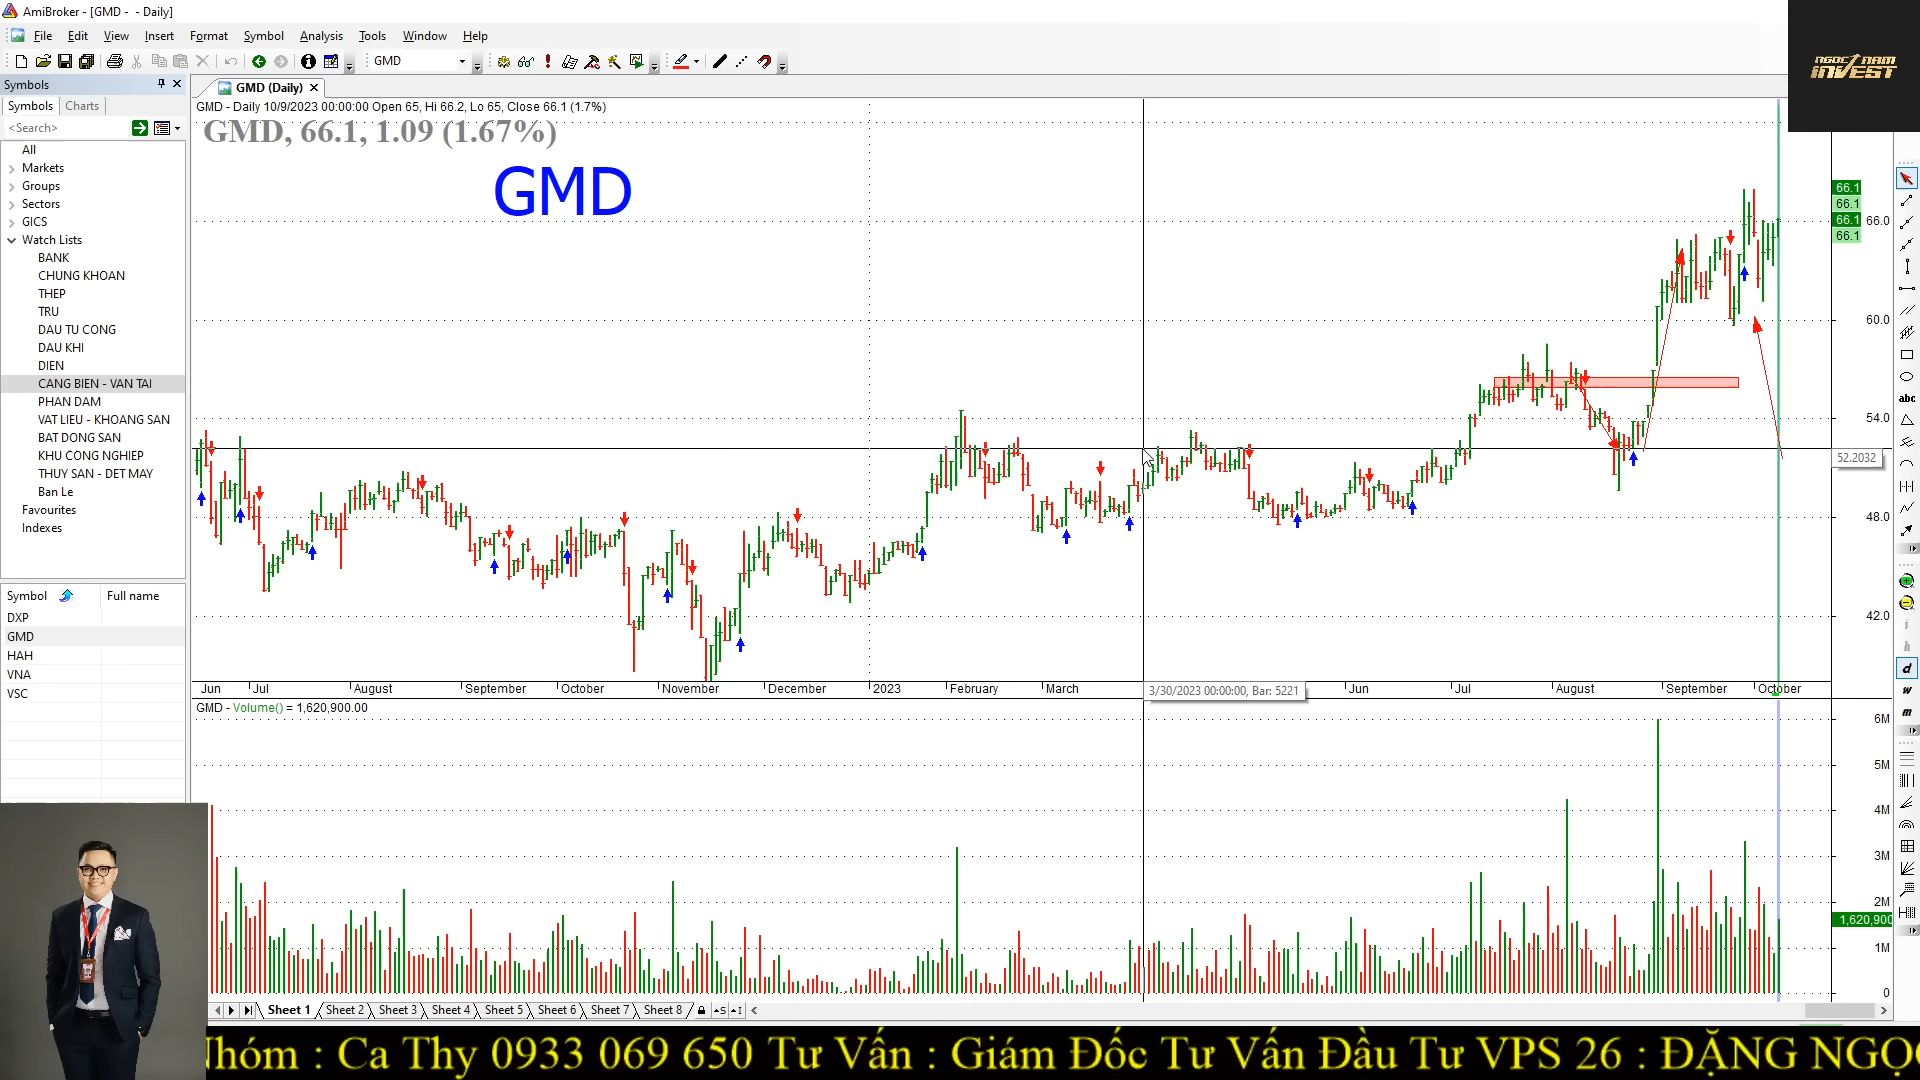 AmiBroker - [GMD - - Daily]
File Edit View Insert Format Symbol Analysis Tools Window Help
GMD
NGOC NAM
INVEST
Symbols
GMD (Daily)
Symbols Charts
<Search>
All
Markets
Groups
Sectors
GICS
Watch Lists
BANK
CHUNG KHOAN
THEP
TRU
DAU TU CONG
DAU KHI
DIEN
CANG BIEN - VAN TAI
PHAN DAM
VAT LIEU - KHOANG SAN
BAT DONG SAN
KHU CONG NGHIEP
THUY SAN - DET MAY
Ban Le
Favourites
Indexes
Symbol Full name
DXP
GMD
HAH
VNA
VSC
GMD - Daily 10/9/2023 00:00:00 Open 65, Hi 66.2, Lo 65, Close 66.1 (1.7%)
GMD, 66.1, 1.09 (1.67%)
GMD
66.1
66.1
66.1
66.1
66.0
60.0
54.0
52.2032
48.0
42.0
Jun Jul August September October November December 2023 February March 3/30/2023 00:00:00, Bar: 5221 Jun Jul August September October
GMD - Volume() = 1,620,900.00
6M
5M
4M
3M
2M
1,620,900
1M
0
abc
i
h
d
w
m
Sheet 1 Sheet 2 Sheet 3 Sheet 4 Sheet 5 Sheet 6 Sheet 7 Sheet 8
Nhóm : Ca Thy 0933 069 650 Tư Vấn : Giám Đốc Tư Vấn Đầu Tư VPS 26 : ĐẶNG NGỌC